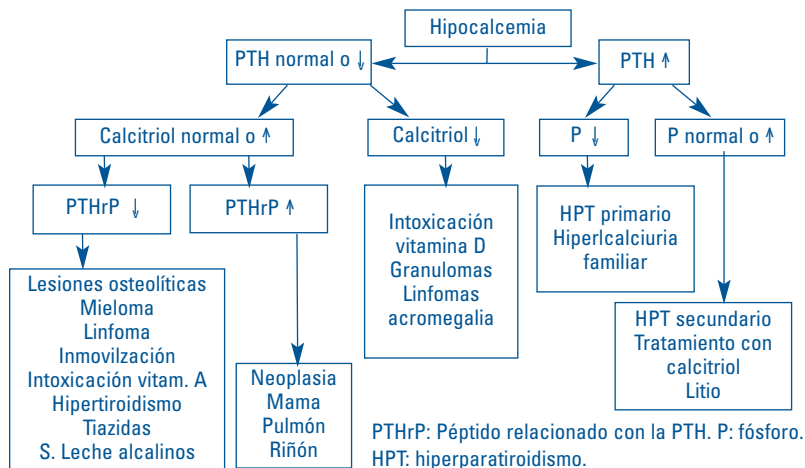 Hipocalcemia
PTH normal o ↓
PTH ↑
Calcitriol normal o ↑
Calcitriol ↓
P ↓
P normal o ↑
PTHrP ↓
PTHrP ↑
Intoxicación
vitamina D
Granulomas
Linfomas
acromegalia
HPT primario
Hiperlcalciuria
familiar
Lesiones osteolíticas
Mieloma
Linfoma
Inmovilzación
Intoxicación vitam. A
Hipertiroidismo
Tiazidas
S. Leche alcalinos
Neoplasia
Mama
Pulmón
Riñón
HPT secundario
Tratamiento con
calcitriol
Litio
PTHrP: Péptido relacionado con la PTH. P: fósforo.
HPT: hiperparatiroidismo.